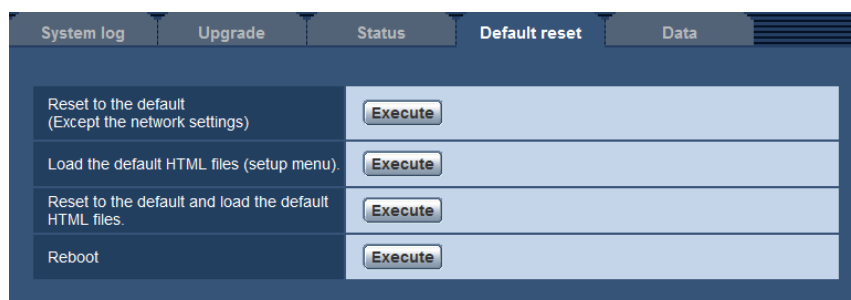 System log Upgrade Status Default reset Data
Reset to the default
(Except the network settings)
Execute
Load the default HTML files (setup menu).
Execute
Reset to the default and load the default
HTML files.
Execute
Reboot
Execute